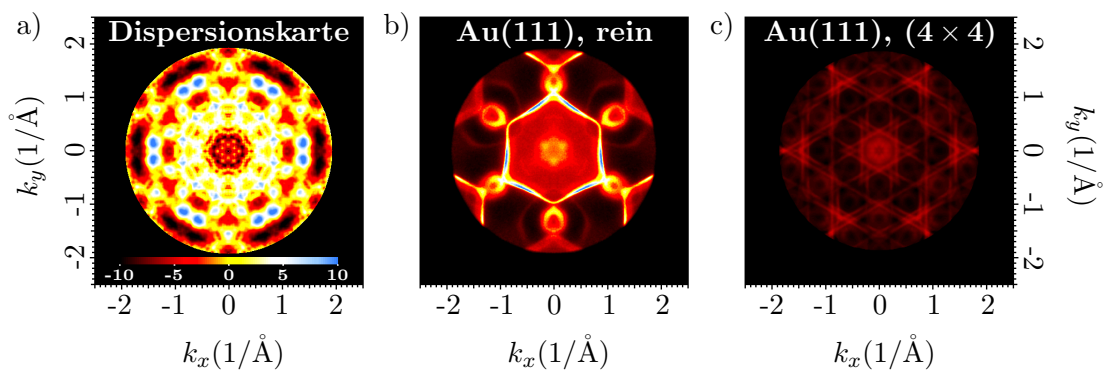 a)
Dispersionskarte
b)
Au(111), rein
c)
Au(111), (4 × 4)
2
1
0
-1
-2
k_y(1/Å)
-10 -5 0 5 10
-2 -1 0 1 2
k_x(1/Å)
-2 -1 0 1 2
k_x(1/Å)
-2 -1 0 1 2
k_x(1/Å)
2
1
0
-1
-2
k_y(1/Å)